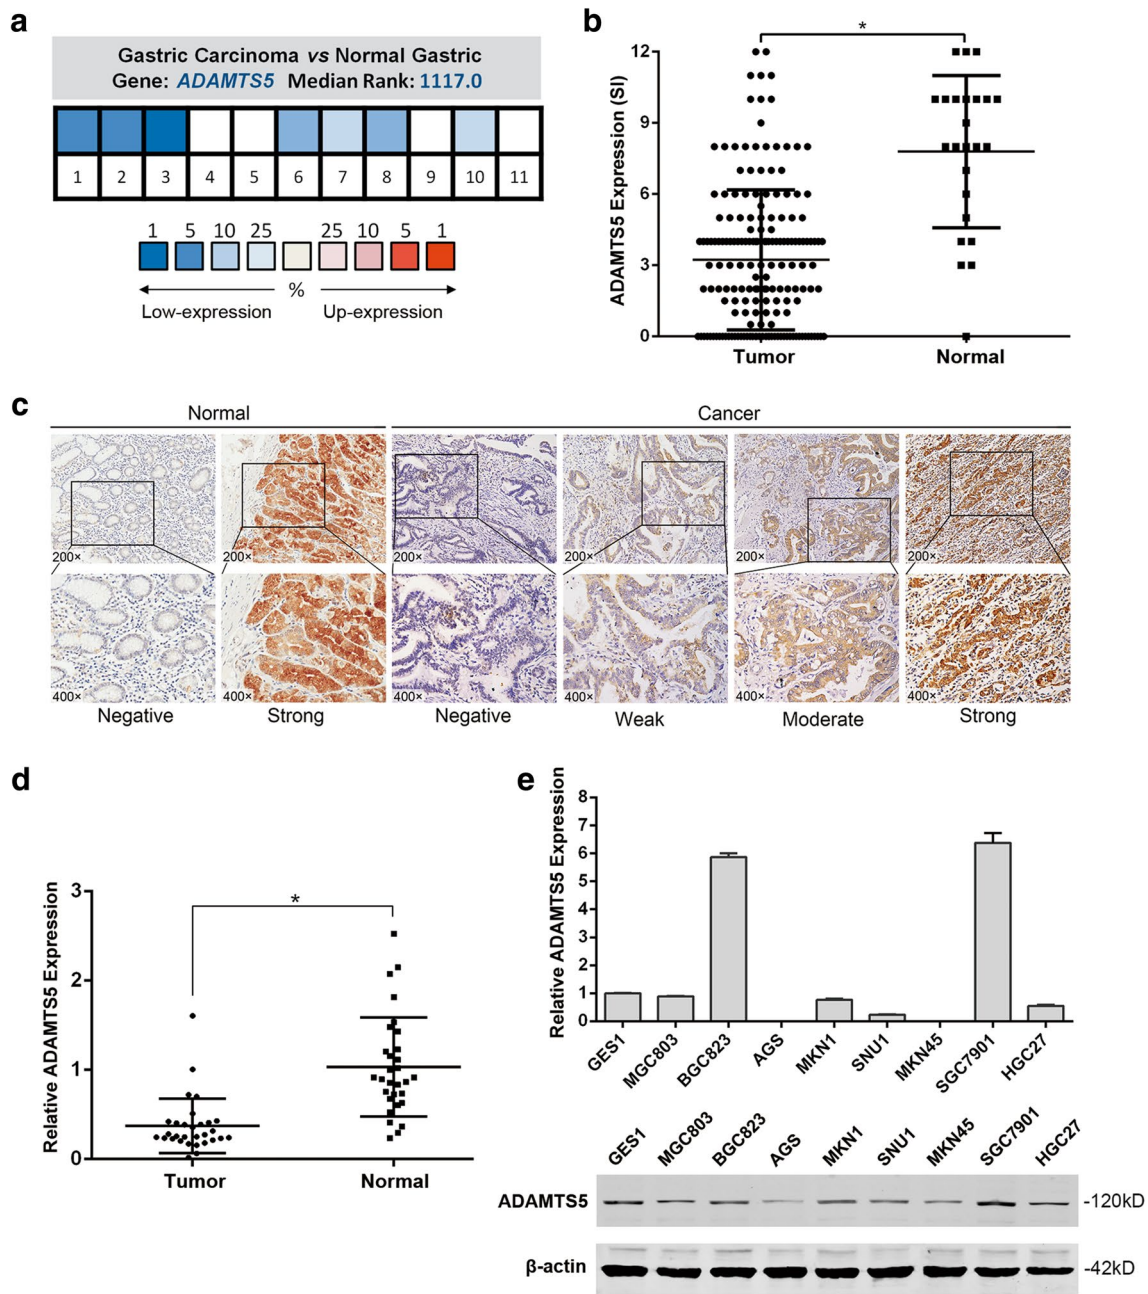 a
Gastric Carcinoma vs Normal Gastric
Gene: ADAMTS5 Median Rank: 1117.0
1 2 3 4 5 6 7 8 9 10 11
1 5 10 25 25 10 5 1
%
Low-expression Up-expression
b
*
ADAMTS5 Expression (SI)
12
9
6
3
0
Tumor Normal
c
Normal Cancer
200× 200× 200× 200× 200× 200×
400× 400× 400× 400× 400× 400×
Negative Strong Negative Weak Moderate Strong
d
*
Relative ADAMTS5 Expression
3
2
1
0
Tumor Normal
e
Relative ADAMTS5 Expression
8
7
6
5
4
3
2
1
0
GES1 MGC803 BGC823 AGS MKN1 SNU1 MKN45 SGC7901 HGC27
GES1 MGC803 BGC823 AGS MKN1 SNU1 MKN45 SGC7901 HGC27
ADAMTS5 -120kD
β-actin -42kD